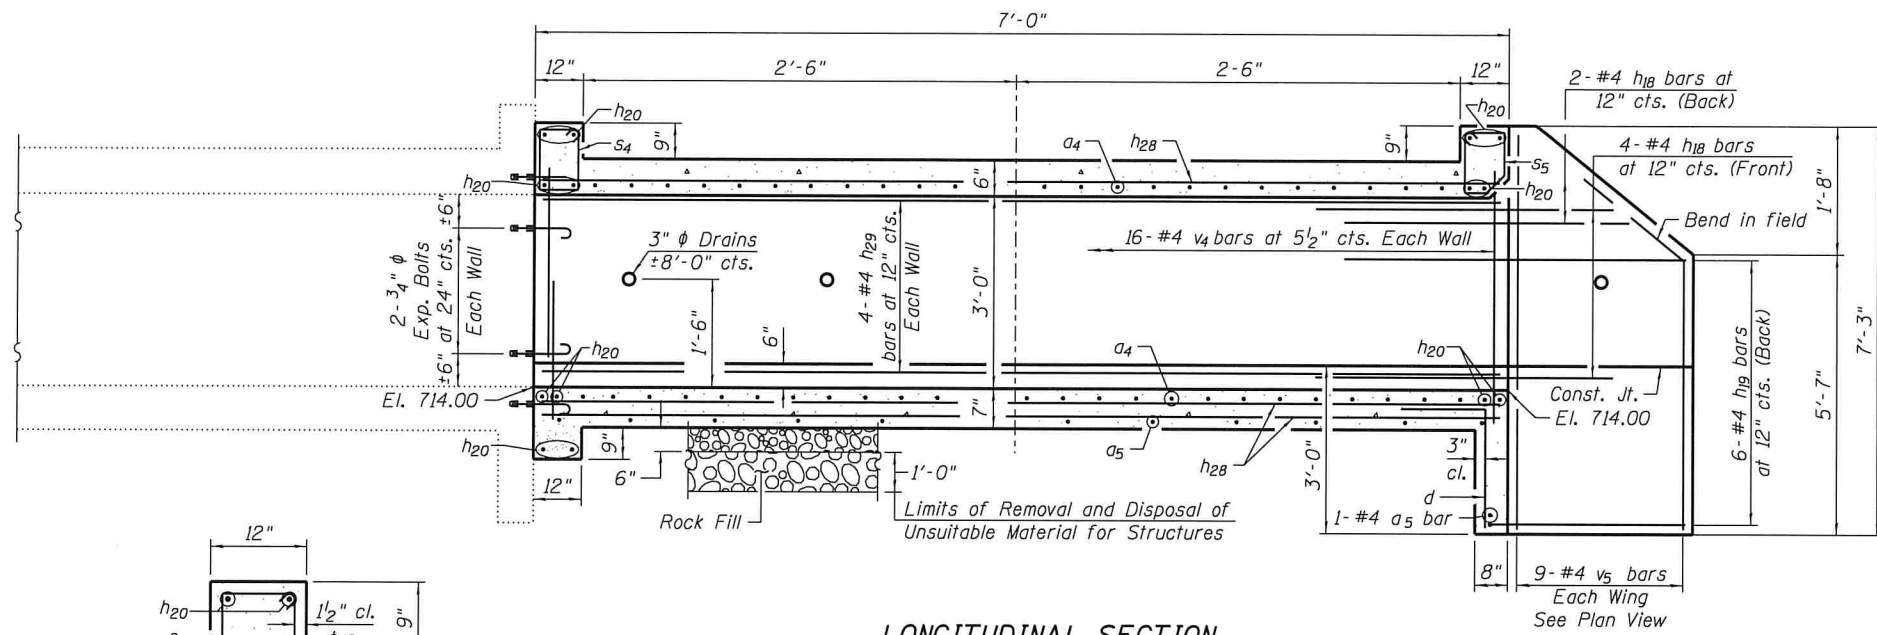 7'-0"
12"
2'-6"
2-6"
12"
2-#4 h18 bars at
12" cts. (Back)
h20
s4
9"
a4
h28
9"
h20
s5
h20
4-#4 h18 bars
at 12" cts. (Front)
1'-8"
h20
6"
Bend in field
±6"
2-3/4" ϕ
Exp. Bolts
±6" at 24" cts.
Each Wall
3" ϕ Drains
±8'-0" cts.
4-#4 h29
bars at 12" cts.
Each Wall
16-#4 v4 bars at 5 1/2" cts. Each Wall
3'-0"
7'-3"
1'-6"
6"
h20
a4
h20
6-#4 h19 bars
at 12" cts. (Back)
5'-7"
El. 714.00
7"
Const. Jt.
El. 714.00
h20
9"
a5
h28
3'-0"
3"
cl.
6"
1'-0"
12"
d
Rock Fill
Limits of Removal and Disposal of
Unsuitable Material for Structures
1-#4 a5 bar
8"
9-#4 v5 bars
Each Wing
See Plan View
12"
h20
1 1/2" cl.
9"
LONGITUDINAL SECTION